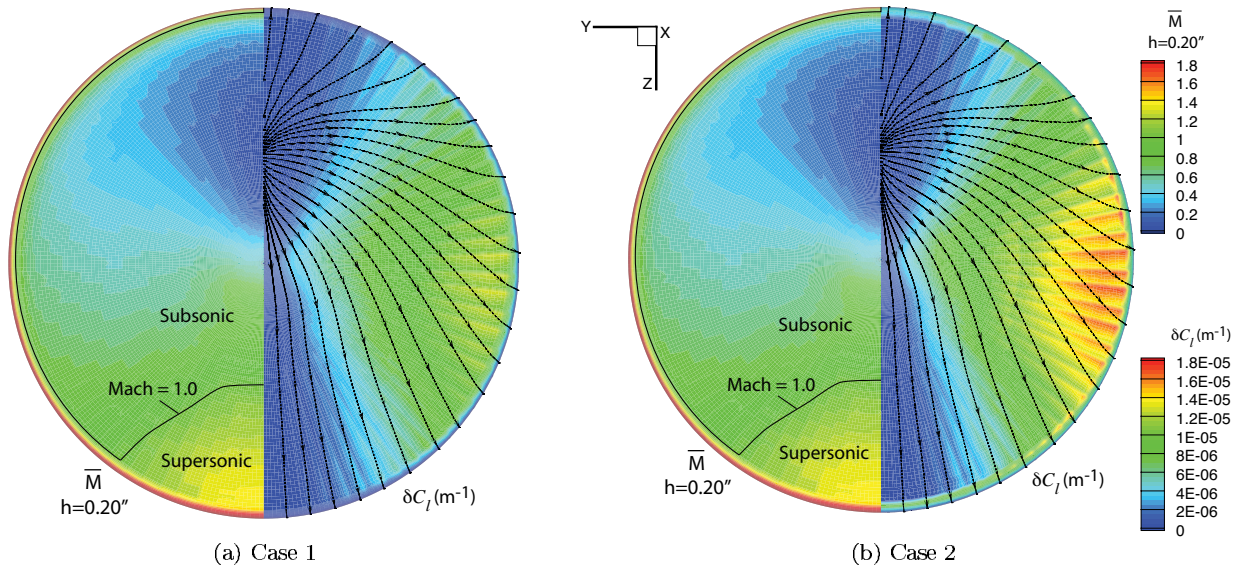 Subsonic
Mach = 1.0
Supersonic
M̅
h=0.20″
δC_l (m⁻¹)
(a) Case 1
Y
X
Z
Subsonic
Mach = 1.0
Supersonic
M̅
h=0.20″
δC_l (m⁻¹)
(b) Case 2
M̅
h=0.20″
1.8
1.6
1.4
1.2
1
0.8
0.6
0.4
0.2
0
δC_l (m⁻¹)
1.8E-05
1.6E-05
1.4E-05
1.2E-05
1E-05
8E-06
6E-06
4E-06
2E-06
0